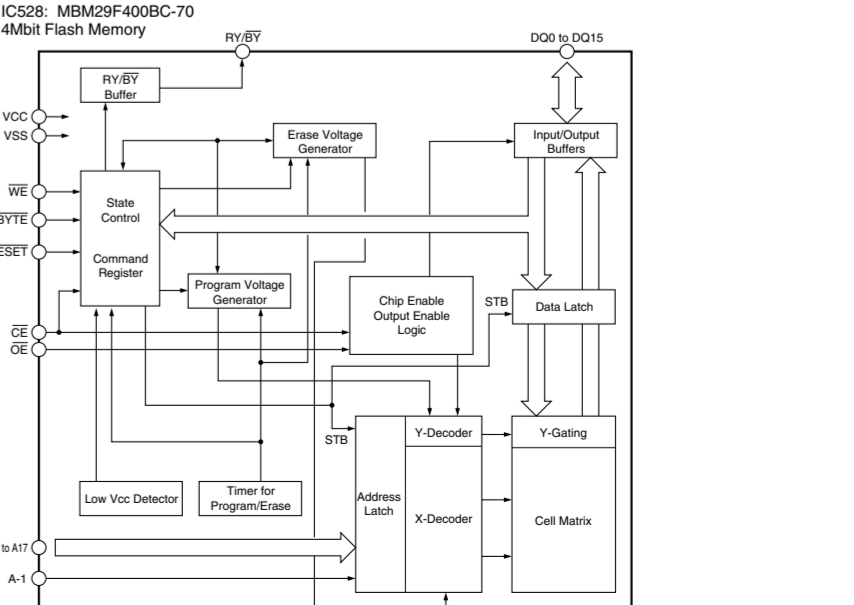 IC528: MBM29F400BC-70
4Mbit Flash Memory
RY/BY
DQ0 to DQ15
RY/BY
Buffer
VCC
VSS
Erase Voltage
Generator
Input/Output
Buffers
WE
BYTE
ESET
State
Control
Command
Register
Program Voltage
Generator
Chip Enable
Output Enable
Logic
STB
Data Latch
CE
OE
STB
Y-Decoder
Y-Gating
Low Vcc Detector
Timer for
Program/Erase
Address
Latch
X-Decoder
Cell Matrix
to A17
A-1